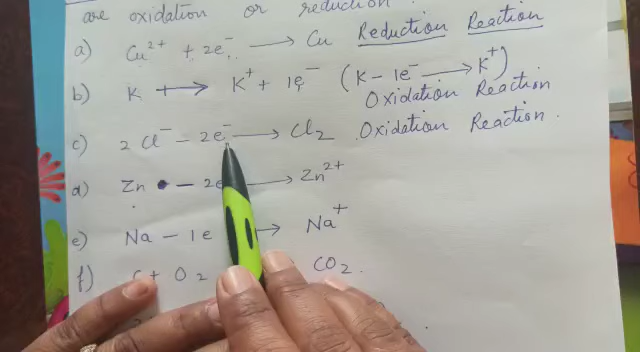 are oxidation or reduction
a) Cu²⁺ + 2e⁻ → Cu Reduction Reaction
b) K → K⁺ + 1e⁻ (K - 1e⁻ → K⁺)
Oxidation Reaction
c) 2 Cl⁻ - 2e⁻ → Cl₂ . Oxidation Reaction.
d) Zn - 2e → Zn²⁺
e) Na - 1e → Na⁺
f) C + O₂ CO₂.